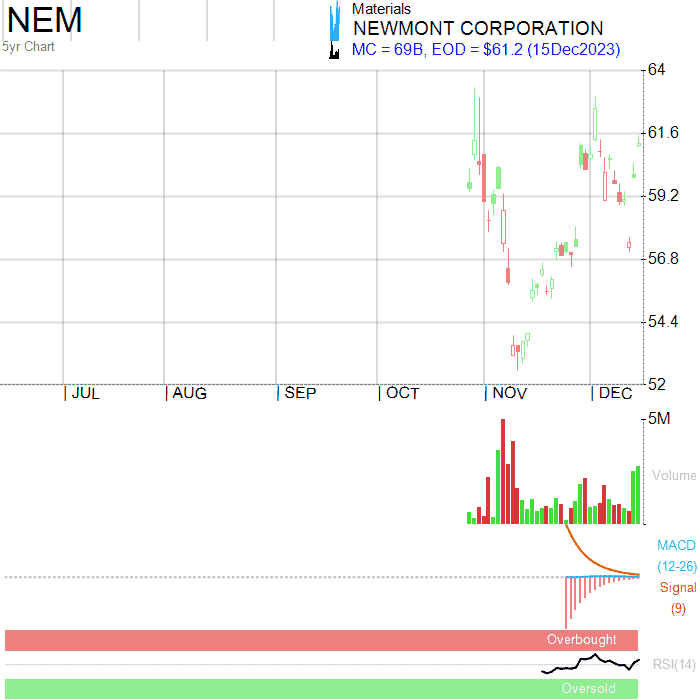 NEM
5yr Chart
Materials
NEWMONT CORPORATION
MC = 69B, EOD = $61.2 (15Dec2023)
64
61.6
59.2
56.8
54.4
52
JUL AUG SEP OCT NOV DEC
5M
Volume
MACD
(12-26)
Signal
(9)
Overbought
RSI(14)
Oversold